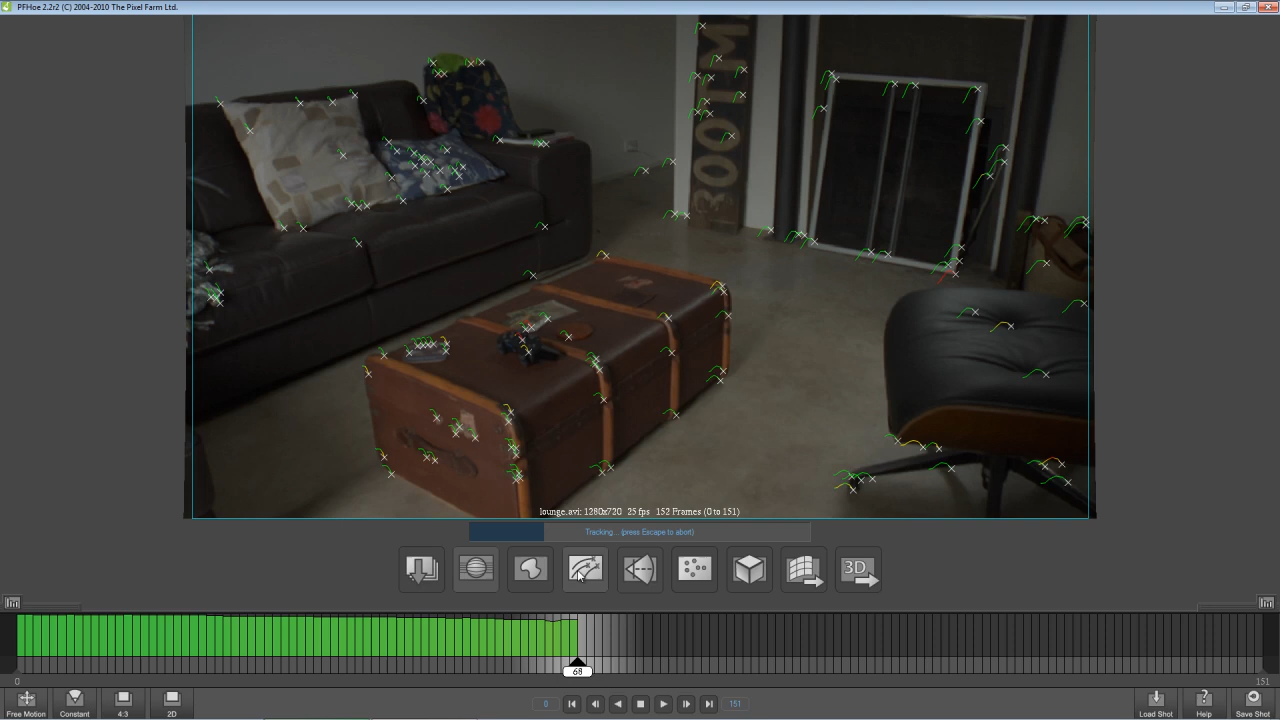 PFHoe 2.2r2 (C) 2004-2010 The Pixel Farm Ltd.
BOOTM
lounge.avi: 1280x720 25 fps 152 Frames (0 to 151)
Tracking... (press Escape to abort)
3D
68
0
151
Free Motion
Constant
4:3
2D
0
151
Load Shot
?
Help
Save Shot